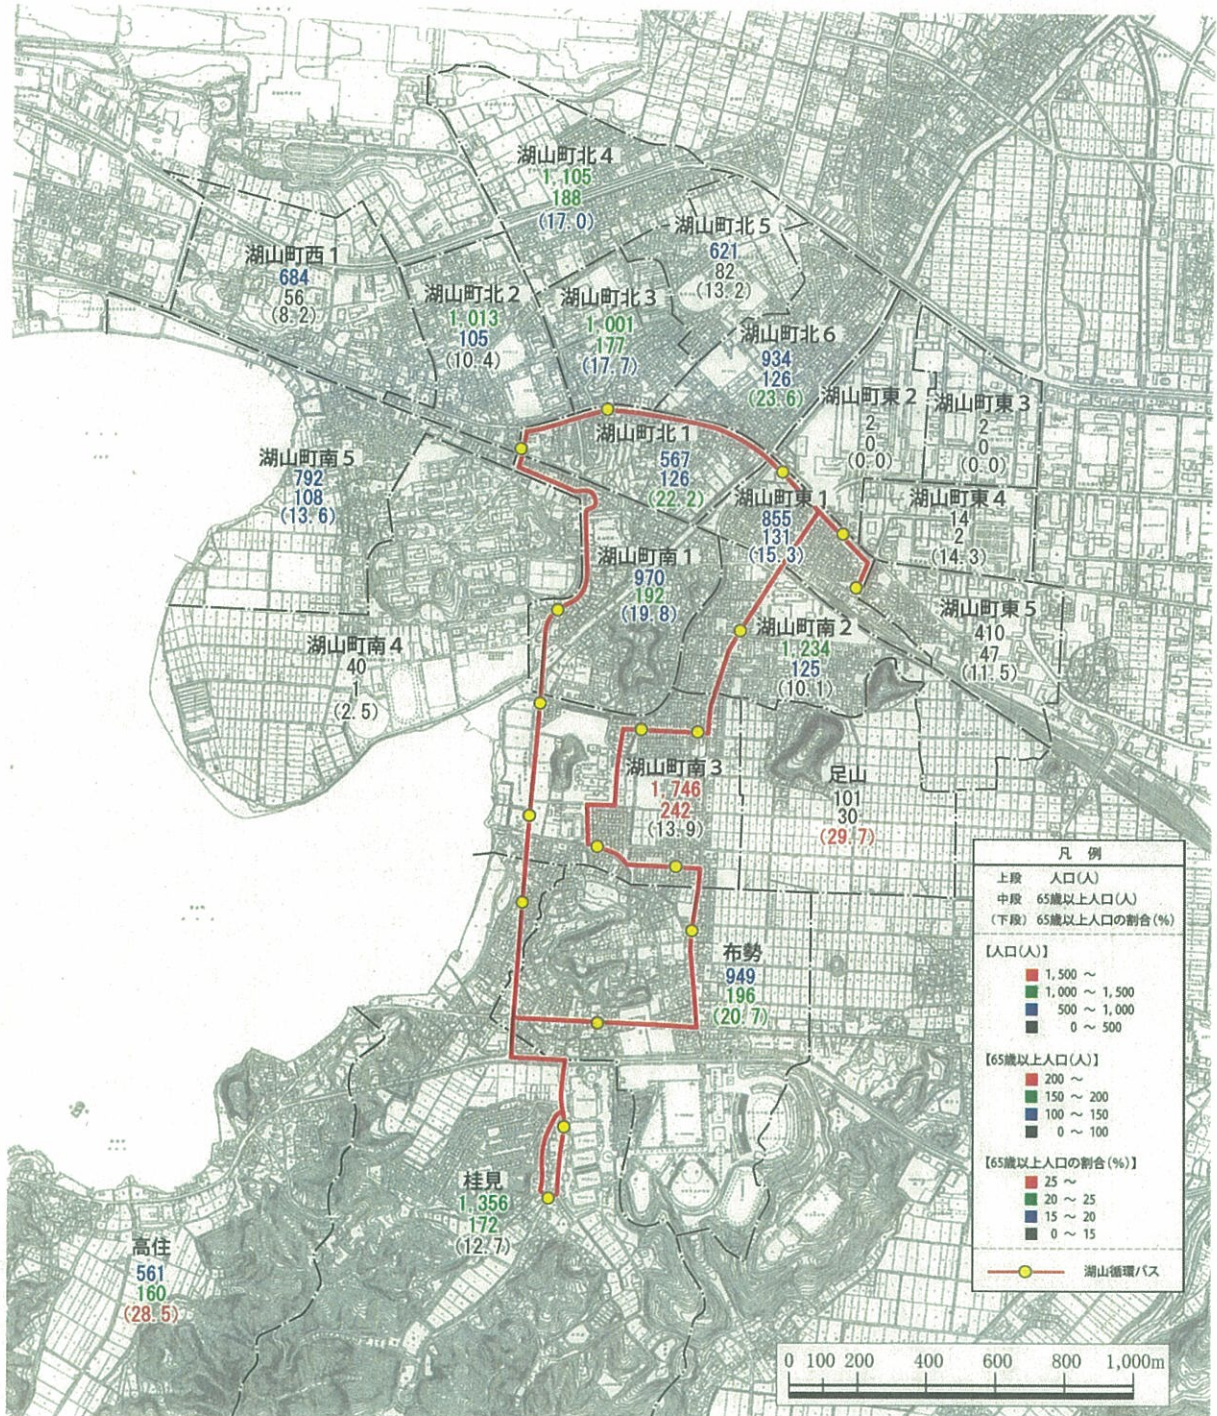 湖山町北4
1,105
188
(17.0)
湖山町北5
621
82
(13.2)
湖山町西1
684
56
(8.2)
湖山町北2
1,013
105
(10.4)
湖山町北3
1,001
177
(17.7)
湖山町北6
934
126
(23.6)
湖山町東2
2
0
(0.0)
湖山町東3
2
0
(0.0)
湖山町北1
567
126
(22.2)
湖山町南5
792
108
(13.6)
湖山町東1
855
131
(15.3)
湖山町東4
14
2
(14.3)
湖山町南1
970
192
(19.8)
湖山町南2
1,234
125
(10.1)
湖山町東5
410
47
(11.5)
湖山町南4
40
1
(2.5)
湖山町南3
1,746
242
(13.9)
足山
101
30
(29.7)
布勢
949
196
(20.7)
桂見
1,356
172
(12.7)
高住
561
160
(28.5)
凡 例
上段 人口(人)
中段 65歳以上人口(人)
(下段) 65歳以上人口の割合(%)
【人口(人)】
1,500 ～
1,000 ～ 1,500
500 ～ 1,000
0 ～ 500
【65歳以上人口(人)】
200 ～
150 ～ 200
100 ～ 150
0 ～ 100
【65歳以上人口の割合(%)】
25 ～
20 ～ 25
15 ～ 20
0 ～ 15
湖山循環バス
0 100 200 400 600 800 1,000m